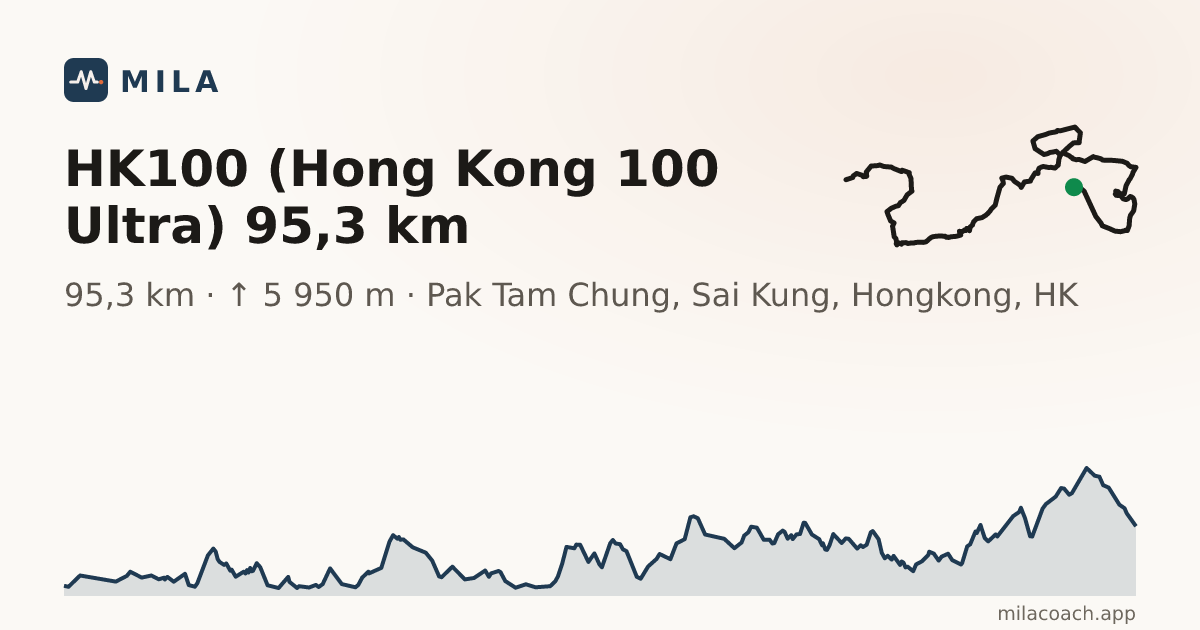 MILA
HK100 (Hong Kong 100
Ultra) 95,3 km
95,3 km · ↑ 5 950 m · Pak Tam Chung, Sai Kung, Hongkong, HK
milacoach.app